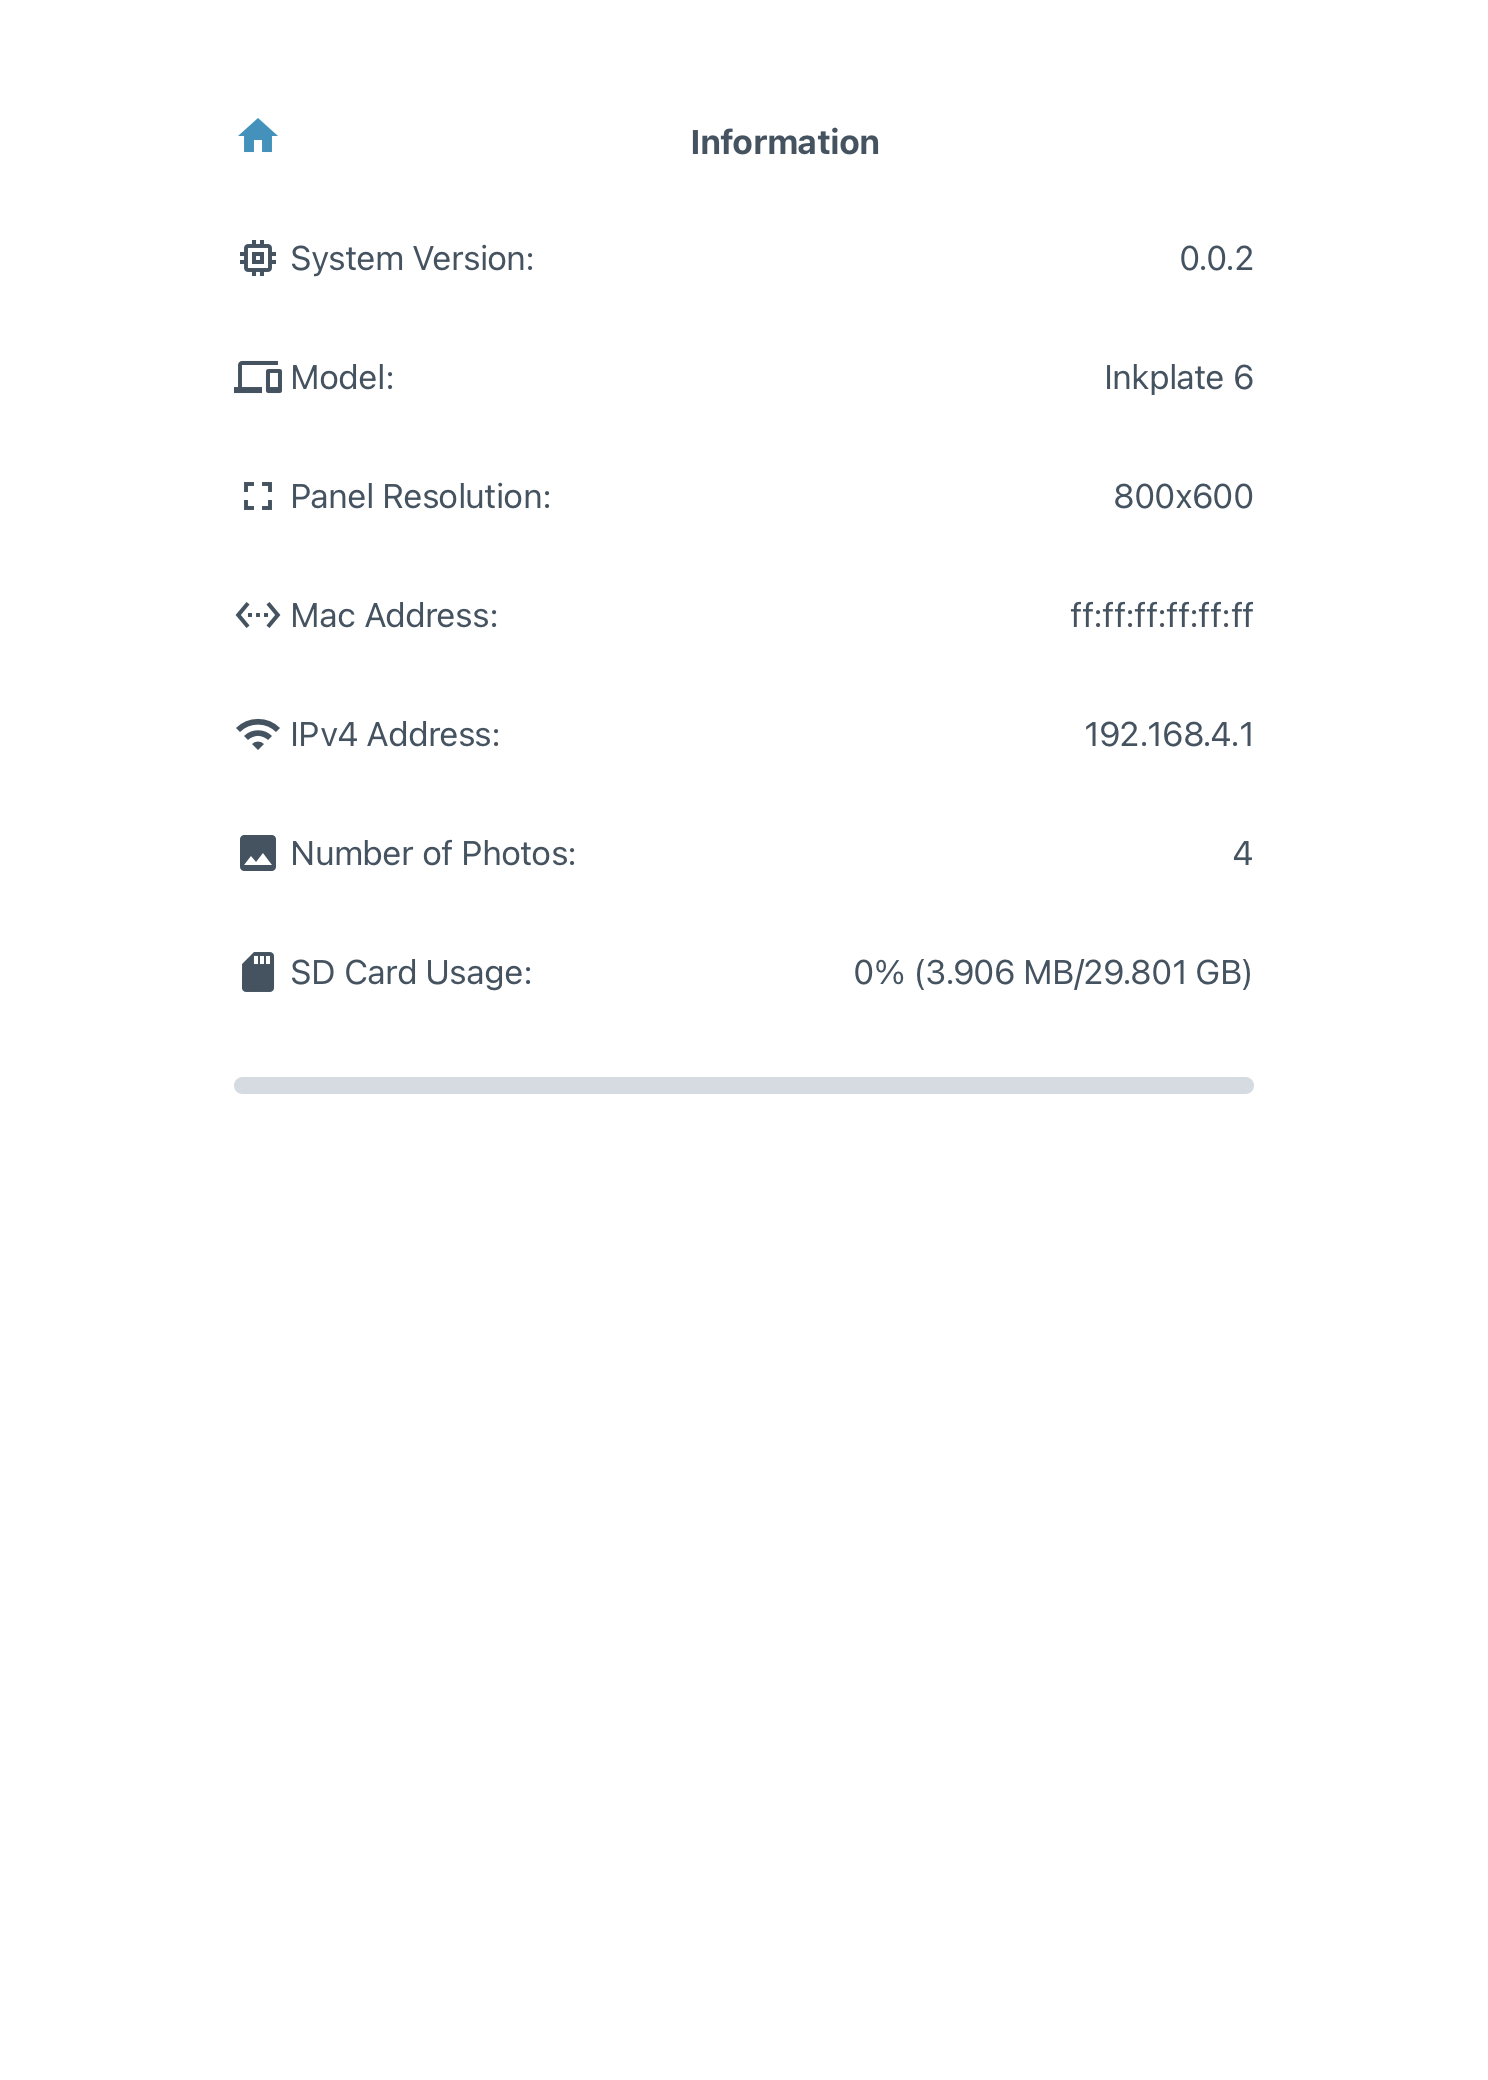 Information
System Version: 0.0.2
Model: Inkplate 6
Panel Resolution: 800x600
Mac Address: ff:ff:ff:ff:ff:ff
IPv4 Address: 192.168.4.1
Number of Photos: 4
SD Card Usage: 0% (3.906 MB/29.801 GB)